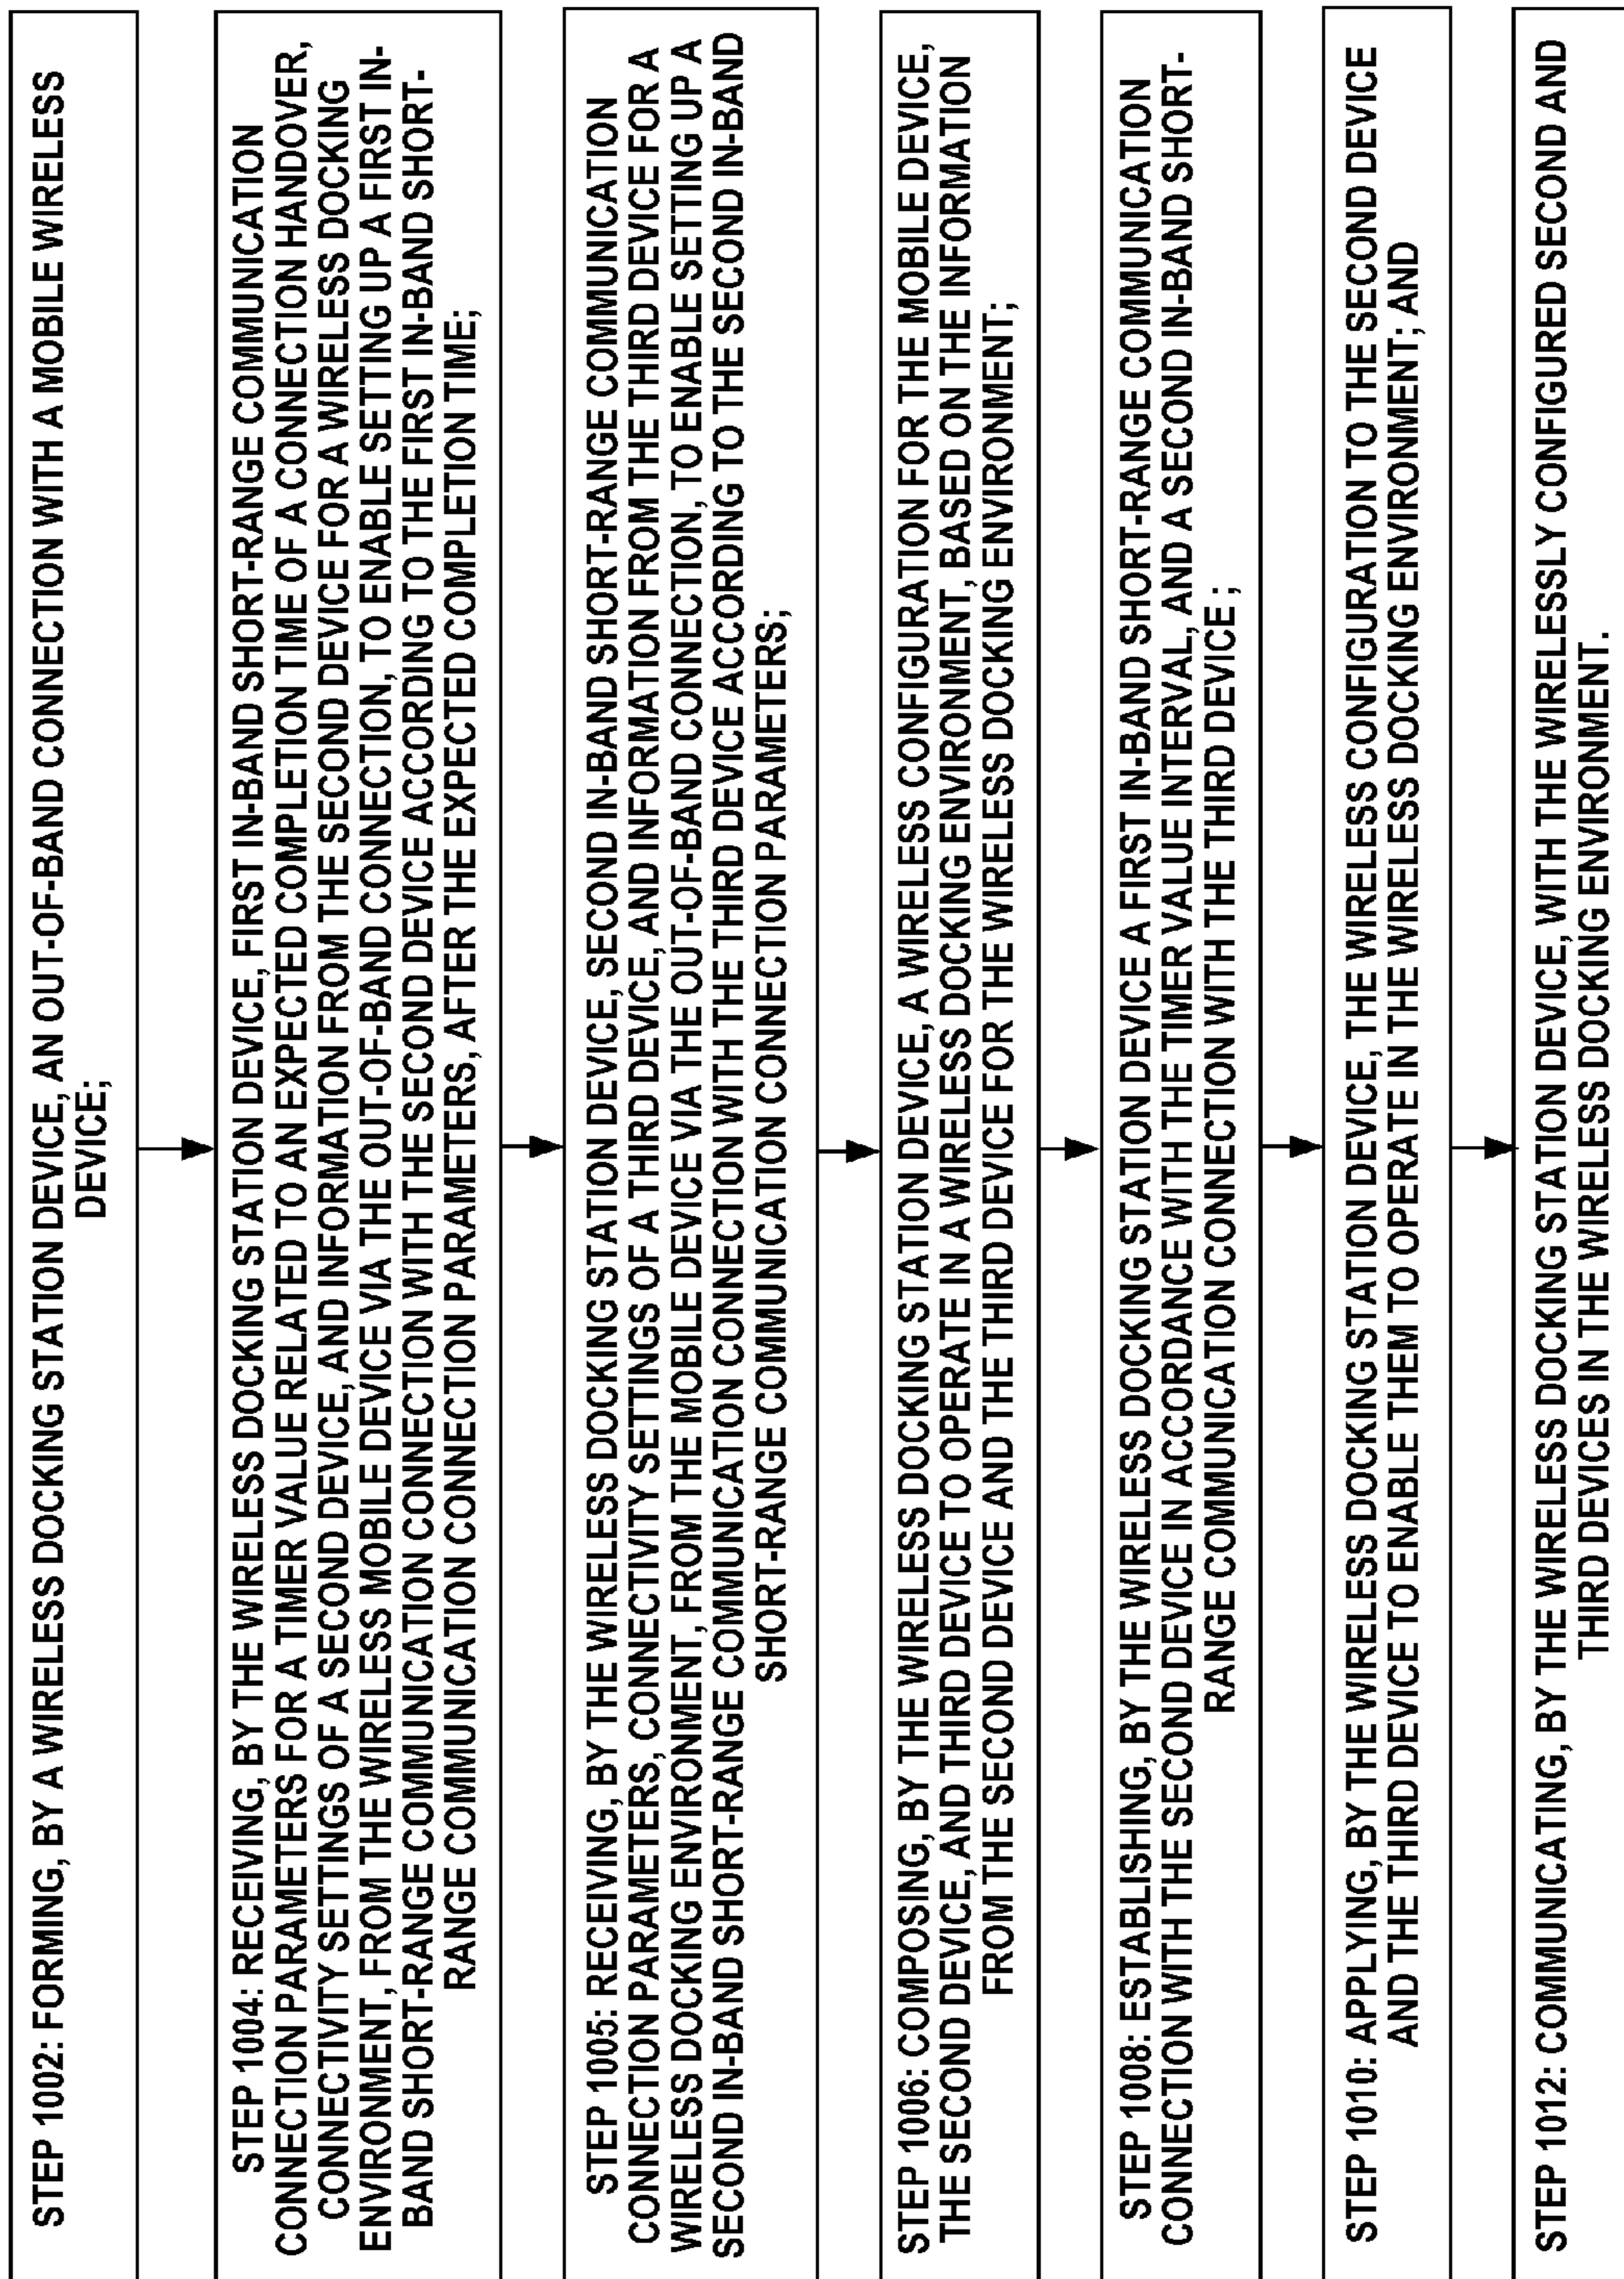 STEP 1002: FORMING, BY A WIRELESS DOCKING STATION DEVICE, AN OUT-OF-BAND CONNECTION WITH A MOBILE WIRELESS
DEVICE;
STEP 1004: RECEIVING, BY THE WIRELESS DOCKING STATION DEVICE, FIRST IN-BAND SHORT-RANGE COMMUNICATION
CONNECTION PARAMETERS FOR A TIMER VALUE RELATED TO AN EXPECTED COMPLETION TIME OF A CONNECTION HANDOVER,
CONNECTIVITY SETTINGS OF A SECOND DEVICE, AND INFORMATION FROM THE SECOND DEVICE FOR A WIRELESS DOCKING
ENVIRONMENT, FROM THE WIRELESS MOBILE DEVICE VIA THE OUT-OF-BAND CONNECTION, TO ENABLE SETTING UP A FIRST IN-
BAND SHORT-RANGE COMMUNICATION CONNECTION WITH THE SECOND DEVICE ACCORDING TO THE FIRST IN-BAND SHORT-
RANGE COMMUNICATION CONNECTION PARAMETERS, AFTER THE EXPECTED COMPLETION TIME;
STEP 1005: RECEIVING, BY THE WIRELESS DOCKING STATION DEVICE, SECOND IN-BAND SHORT-RANGE COMMUNICATION
CONNECTION PARAMETERS, CONNECTIVITY SETTINGS OF A THIRD DEVICE, AND INFORMATION FROM THE THIRD DEVICE FOR A
WIRELESS DOCKING ENVIRONMENT, FROM THE MOBILE DEVICE VIA THE OUT-OF-BAND CONNECTION, TO ENABLE SETTING UP A
SECOND IN-BAND SHORT-RANGE COMMUNICATION CONNECTION WITH THE THIRD DEVICE ACCORDING TO THE SECOND IN-BAND
SHORT-RANGE COMMUNICATION CONNECTION PARAMETERS;
STEP 1006: COMPOSING, BY THE WIRELESS DOCKING STATION DEVICE, A WIRELESS CONFIGURATION FOR THE MOBILE DEVICE,
THE SECOND DEVICE, AND THIRD DEVICE TO OPERATE IN A WIRELESS DOCKING ENVIRONMENT, BASED ON THE INFORMATION
FROM THE SECOND DEVICE AND THE THIRD DEVICE FOR THE WIRELESS DOCKING ENVIRONMENT;
STEP 1008: ESTABLISHING, BY THE WIRELESS DOCKING STATION DEVICE A FIRST IN-BAND SHORT-RANGE COMMUNICATION
CONNECTION WITH THE SECOND DEVICE IN ACCORDANCE WITH THE TIMER VALUE INTERVAL, AND A SECOND IN-BAND SHORT-
RANGE COMMUNICATION CONNECTION WITH THE THIRD DEVICE ;
STEP 1010: APPLYING, BY THE WIRELESS DOCKING STATION DEVICE, THE WIRELESS CONFIGURATION TO THE SECOND DEVICE
AND THE THIRD DEVICE TO ENABLE THEM TO OPERATE IN THE WIRELESS DOCKING ENVIRONMENT; AND
STEP 1012: COMMUNICATING, BY THE WIRELESS DOCKING STATION DEVICE, WITH THE WIRELESSLY CONFIGURED SECOND AND
THIRD DEVICES IN THE WIRELESS DOCKING ENVIRONMENT.